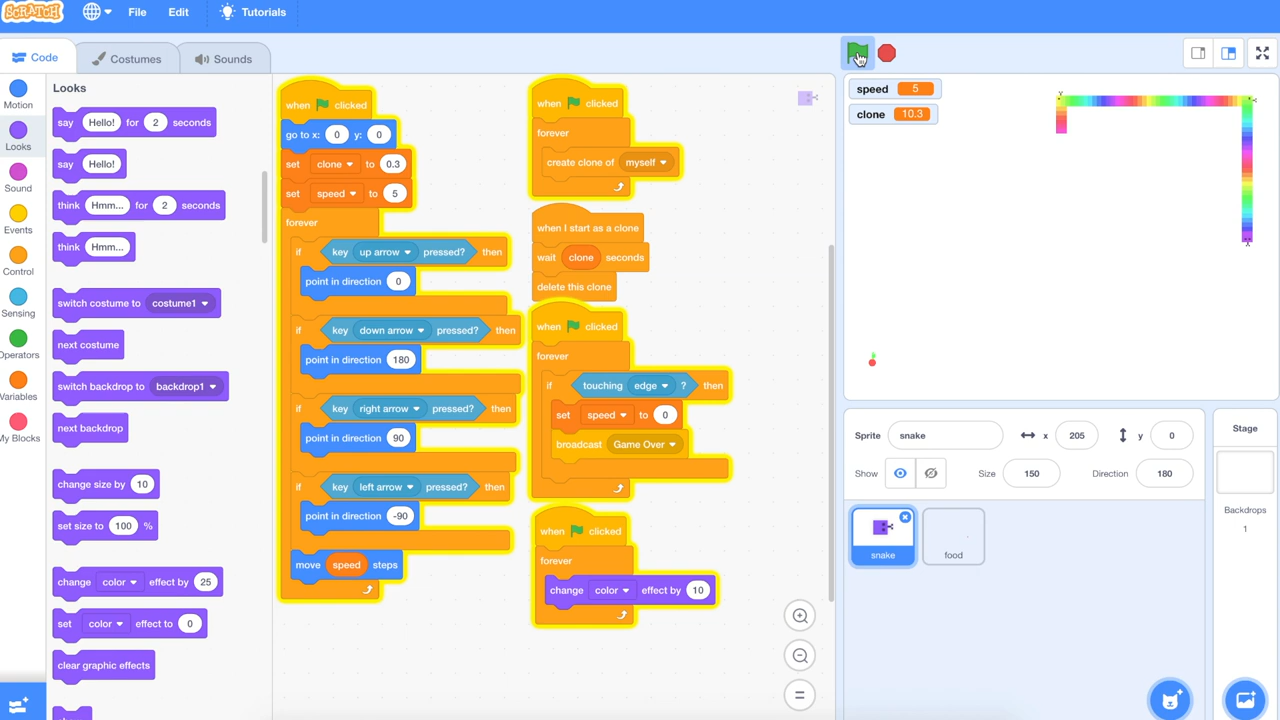 SCRATCH File Edit Tutorials
Code Costumes Sounds
Motion
Looks
Sound
Events
Control
Sensing
Operators
Variables
My Blocks
Looks
say Hello! for 2 seconds
say Hello!
think Hmm... for 2 seconds
think Hmm...
switch costume to costume1
next costume
switch backdrop to backdrop1
next backdrop
change size by 10
set size to 100 %
change color effect by 25
set color effect to 0
clear graphic effects
when clicked
go to x: 0 y: 0
set clone to 0.3
set speed to 5
forever
if key up arrow pressed? then
point in direction 0
if key down arrow pressed? then
point in direction 180
if key right arrow pressed? then
point in direction 90
if key left arrow pressed? then
point in direction -90
move speed steps
when clicked
forever
create clone of myself
when I start as a clone
wait clone seconds
delete this clone
when clicked
forever
if touching edge ? then
set speed to 0
broadcast Game Over
when clicked
forever
change color effect by 10
speed 5
clone 10.3
Sprite snake x 205 y 0
Show Size 150 Direction 180
snake
food
Stage
Backdrops
1